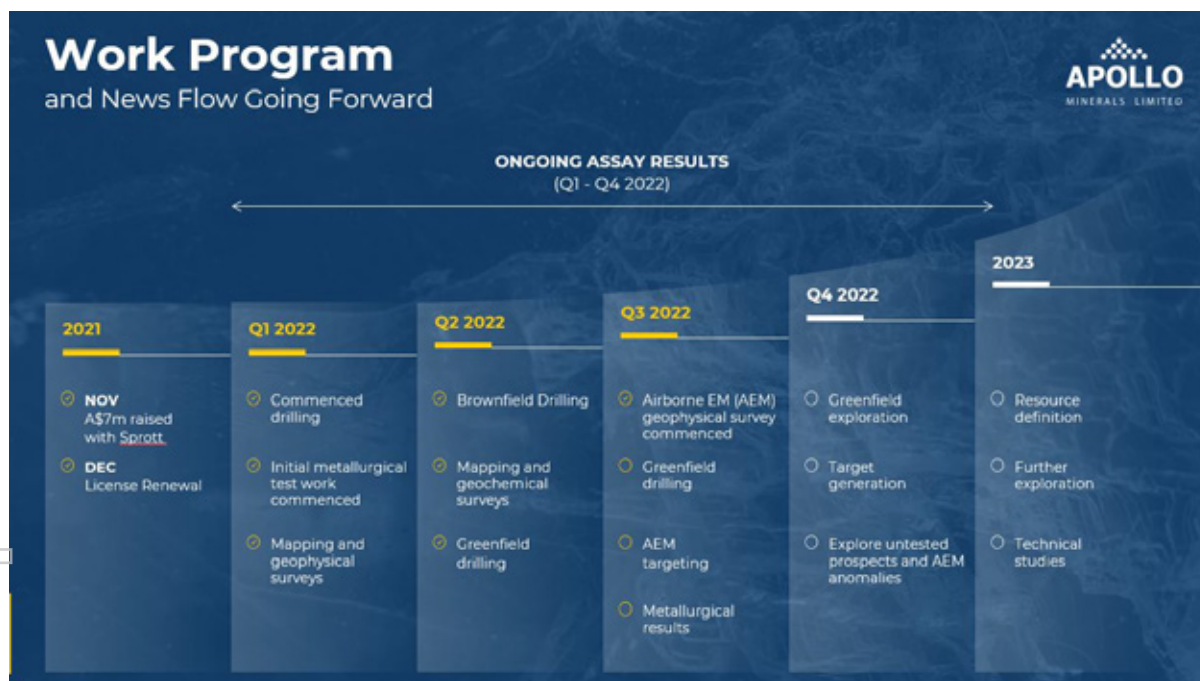 Work Program
and News Flow Going Forward
APOLLO
MINERALS LIMITED
ONGOING ASSAY RESULTS
(Q1 - Q4 2022)
2021
NOV
A$7m raised
with Sprott
DEC
License Renewal
Q1 2022
Commenced
drilling
Initial metallurgical
test work
commenced
Mapping and
geophysical
surveys
Q2 2022
Brownfield Drilling
Mapping and
geochemical
surveys
Greenfield
drilling
Q3 2022
Airborne EM (AEM)
geophysical survey
commenced
Greenfield
drilling
AEM
targeting
Metallurgical
results
Q4 2022
Greenfield
exploration
Target
generation
Explore untested
prospects and AEM
anomalies
2023
Resource
definition
Further
exploration
Technical
studies